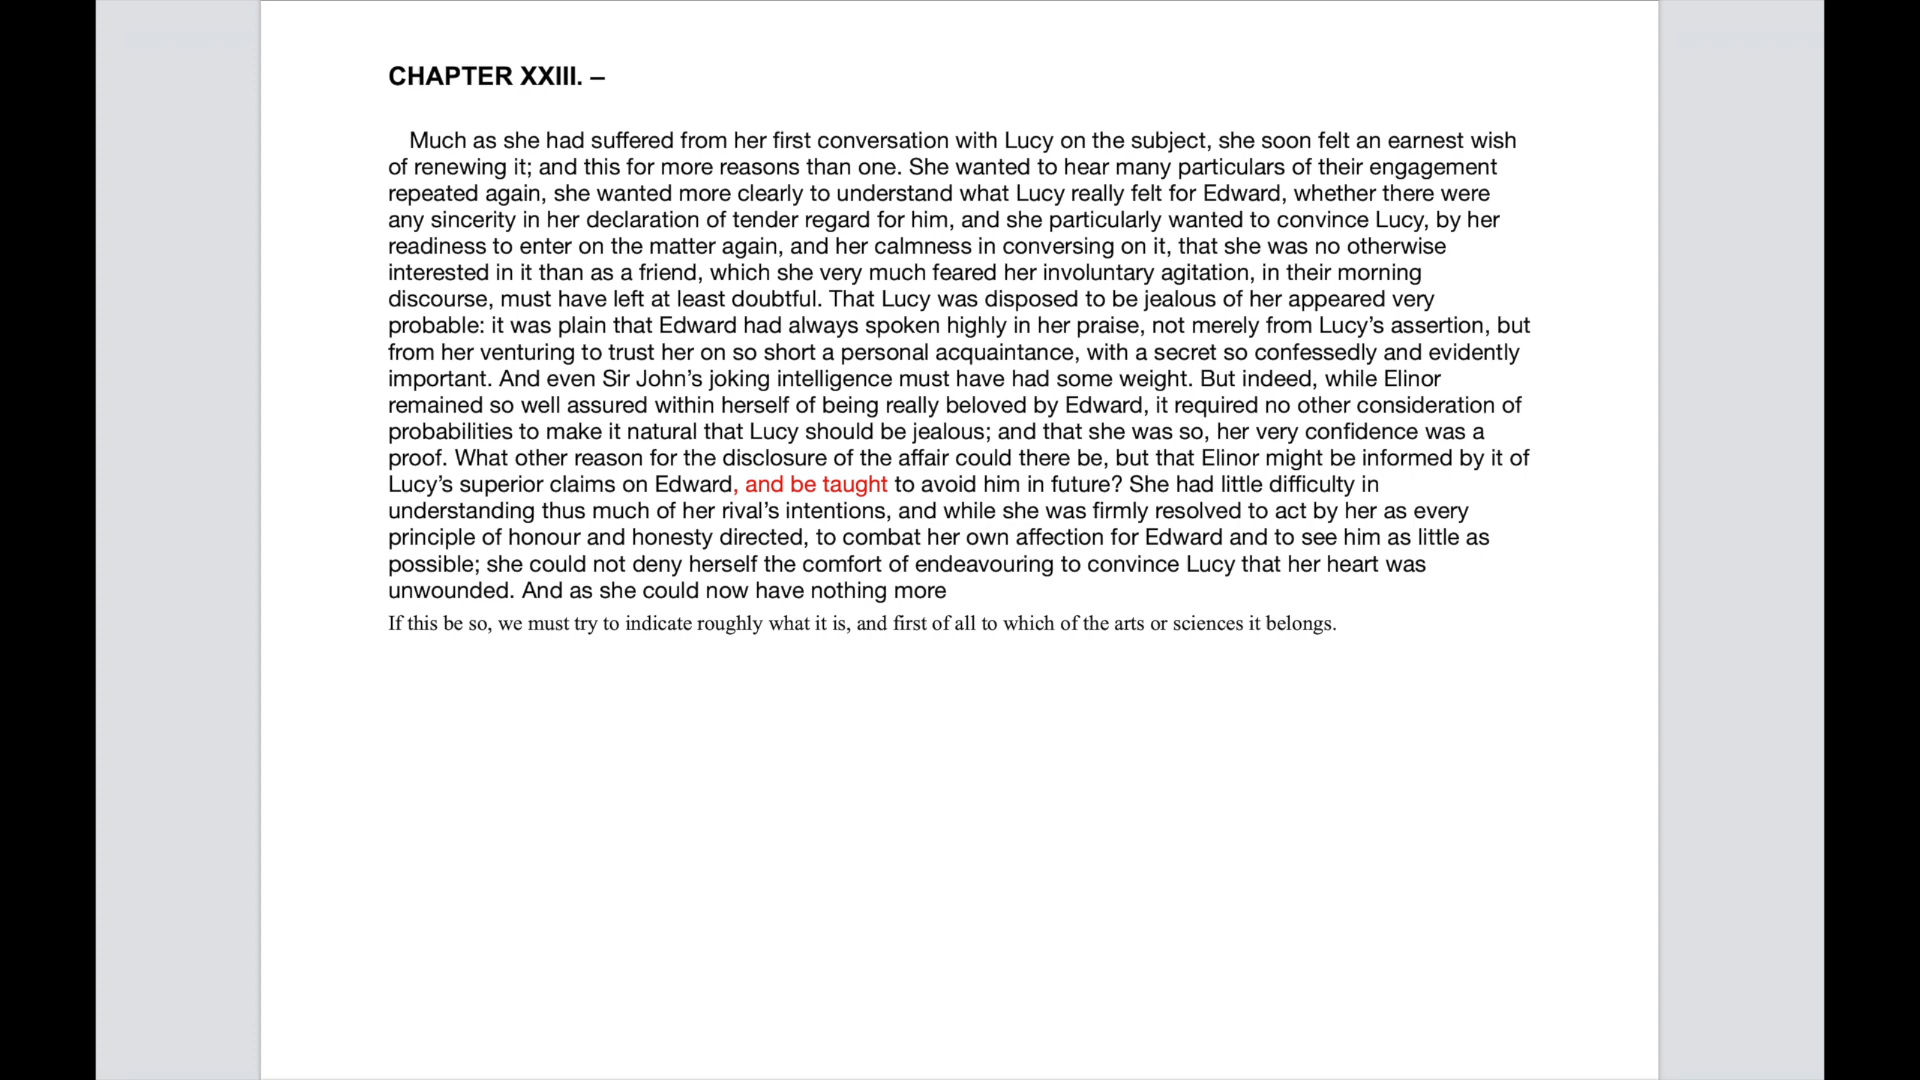 CHAPTER XXIII. –
Much as she had suffered from her first conversation with Lucy on the subject, she soon felt an earnest wish
of renewing it; and this for more reasons than one. She wanted to hear many particulars of their engagement
repeated again, she wanted more clearly to understand what Lucy really felt for Edward, whether there were
any sincerity in her declaration of tender regard for him, and she particularly wanted to convince Lucy, by her
readiness to enter on the matter again, and her calmness in conversing on it, that she was no otherwise
interested in it than as a friend, which she very much feared her involuntary agitation, in their morning
discourse, must have left at least doubtful. That Lucy was disposed to be jealous of her appeared very
probable: it was plain that Edward had always spoken highly in her praise, not merely from Lucy’s assertion, but
from her venturing to trust her on so short a personal acquaintance, with a secret so confessedly and evidently
important. And even Sir John’s joking intelligence must have had some weight. But indeed, while Elinor
remained so well assured within herself of being really beloved by Edward, it required no other consideration of
probabilities to make it natural that Lucy should be jealous; and that she was so, her very confidence was a
proof. What other reason for the disclosure of the affair could there be, but that Elinor might be informed by it of
Lucy’s superior claims on Edward, and be taught to avoid him in future? She had little difficulty in
understanding thus much of her rival’s intentions, and while she was firmly resolved to act by her as every
principle of honour and honesty directed, to combat her own affection for Edward and to see him as little as
possible; she could not deny herself the comfort of endeavouring to convince Lucy that her heart was
unwounded. And as she could now have nothing more
If this be so, we must try to indicate roughly what it is, and first of all to which of the arts or sciences it belongs.